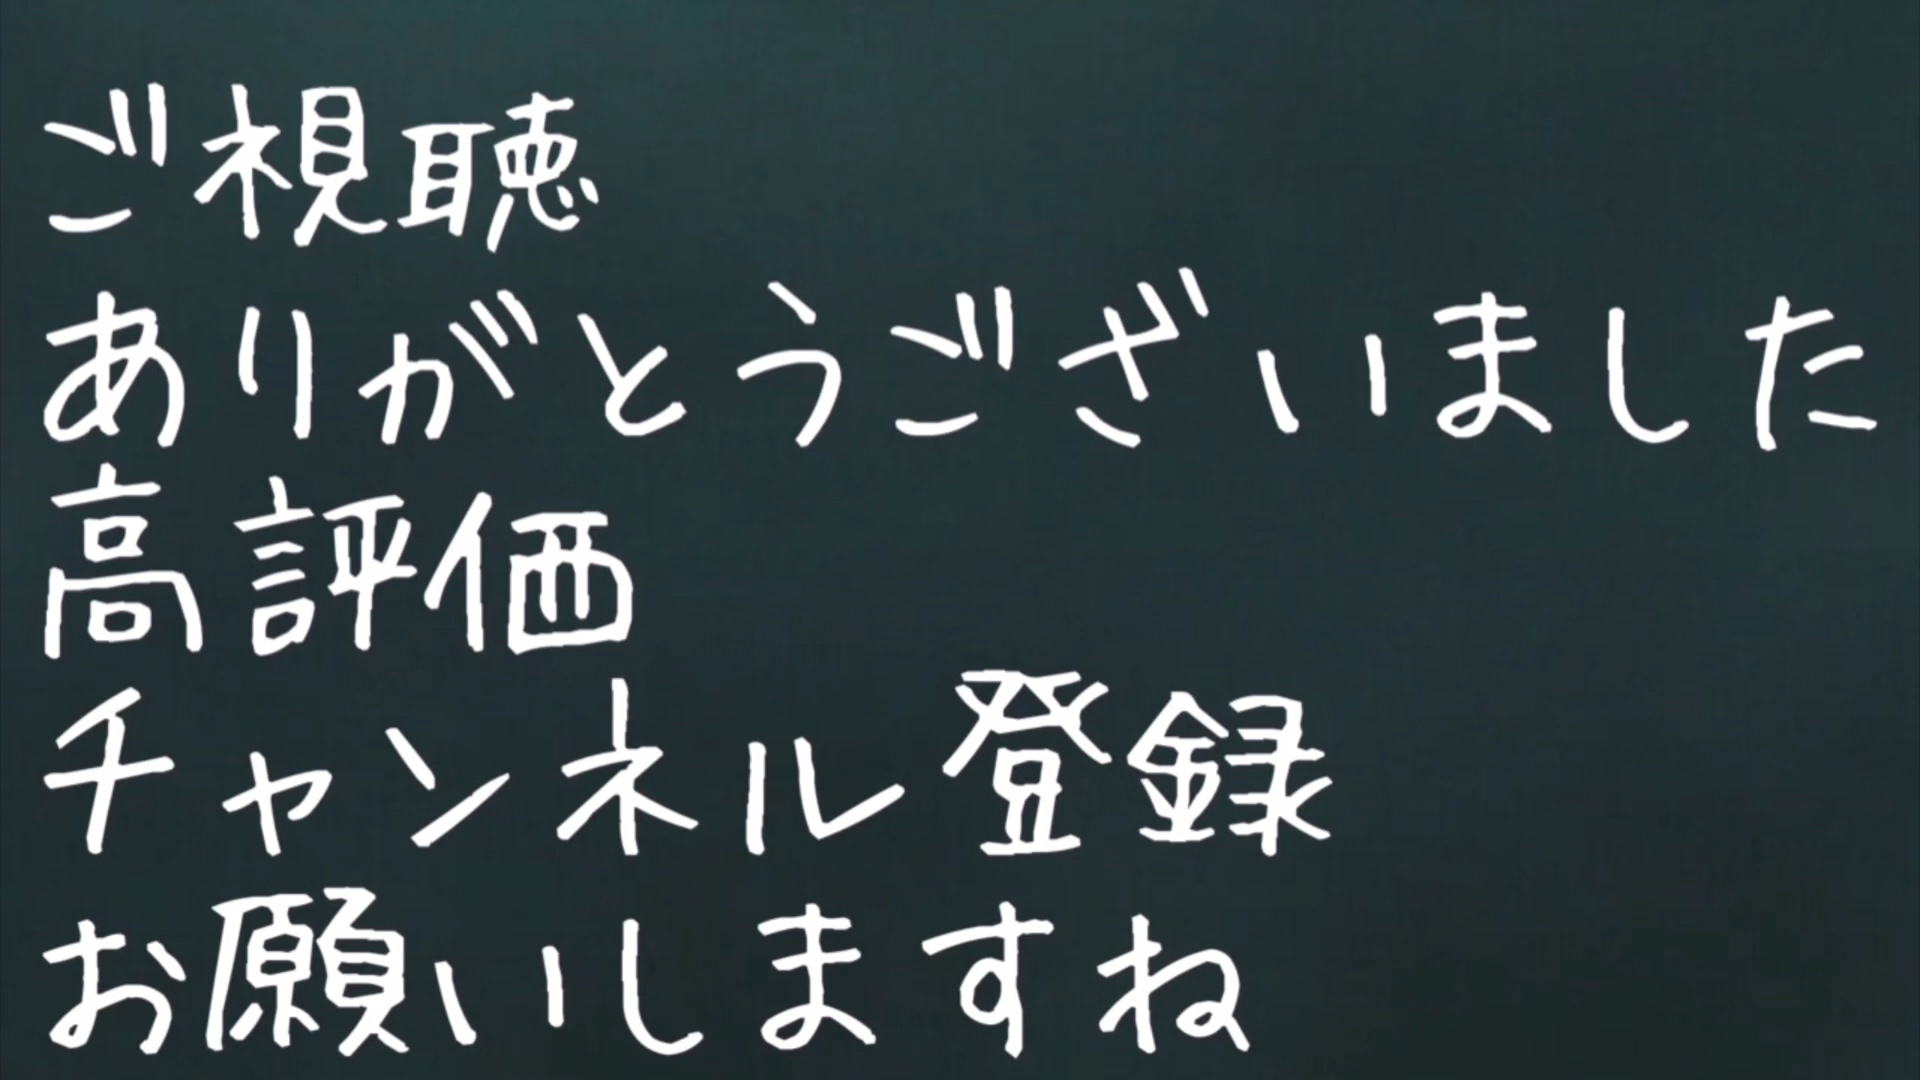 ご視聴
ありがとうございました
高評価
チャンネル登録
お願いしますね